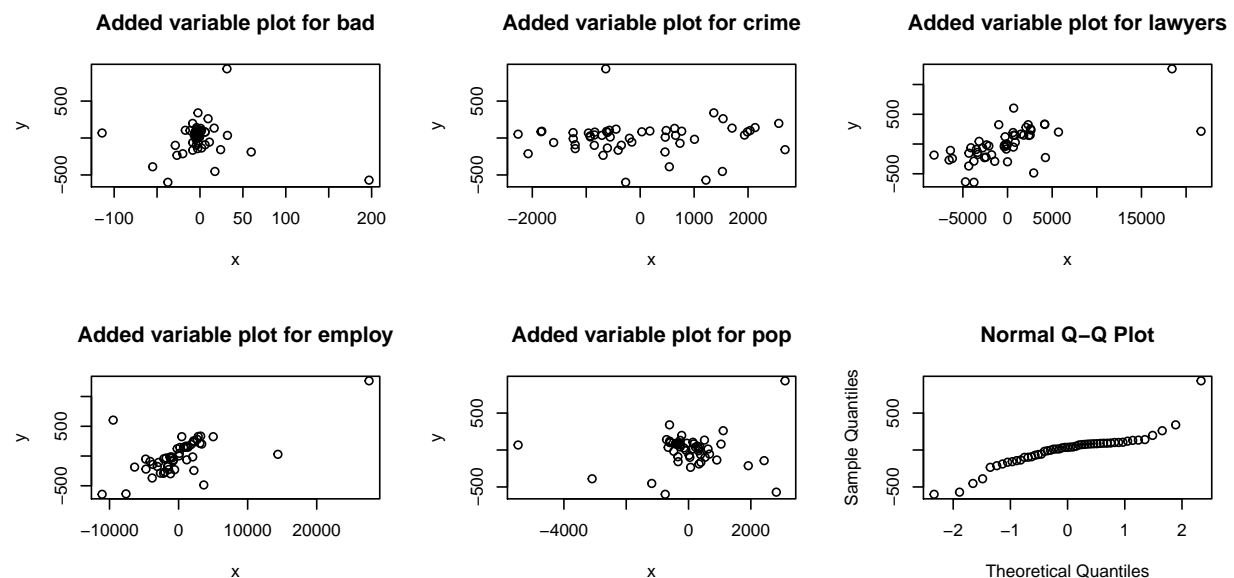 Added variable plot for bad
y
500
−500
−100
0
50
100
200
x
Added variable plot for crime
y
500
−500
−2000
0
1000
2000
x
Added variable plot for lawyers
y
500
−500
−5000
0
5000
15000
x
Added variable plot for employ
y
500
−500
−10000
0
10000
20000
x
Added variable plot for pop
y
500
−500
−4000
−2000
0
2000
x
Normal Q−Q Plot
Sample Quantiles
500
−500
−2
−1
0
1
2
Theoretical Quantiles